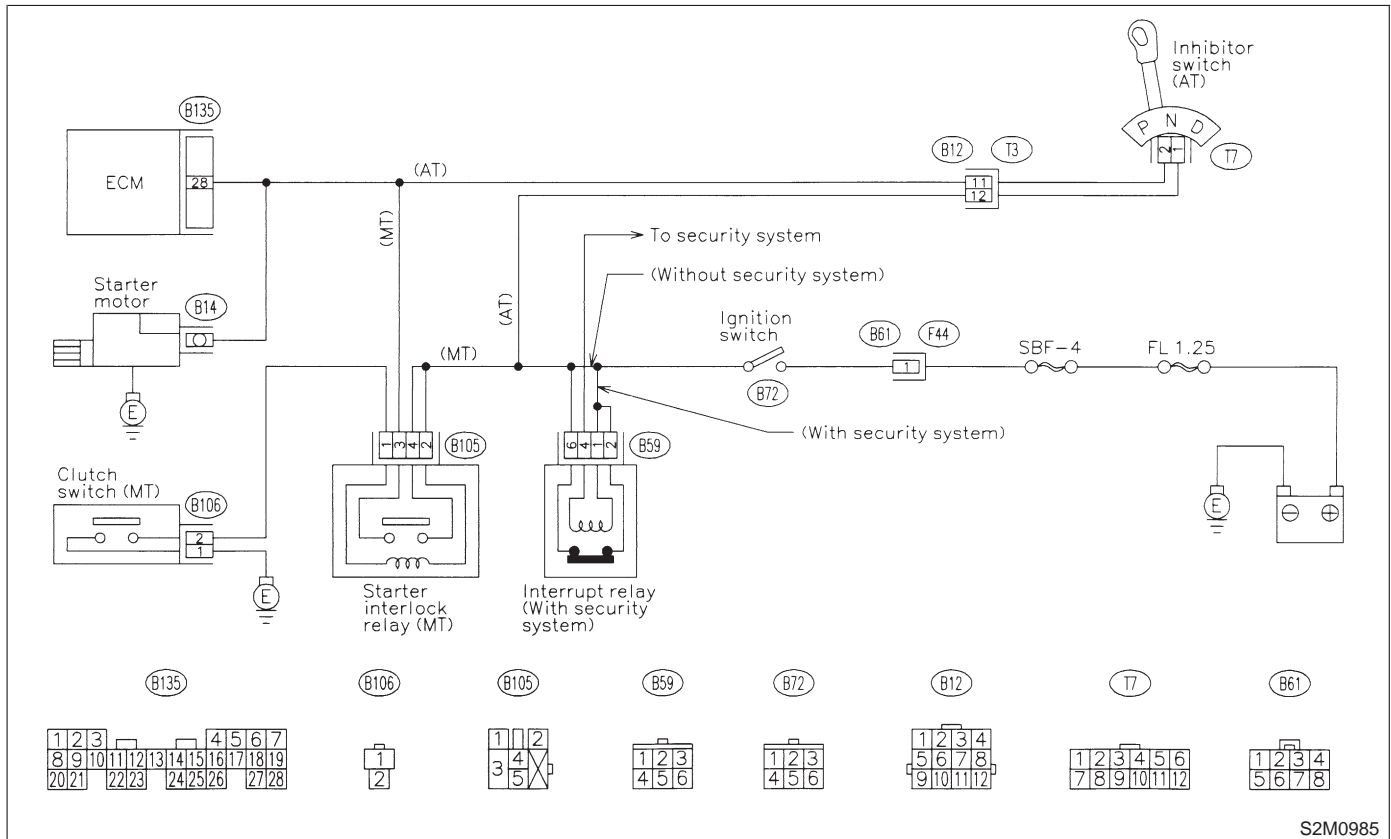 Inhibitor
switch
(AT)
P N D
2 1
T7
B12 T3
11
12
B135
ECM
28
(AT)
(MT)
To security system
(Without security system)
(AT)
Starter
motor
B14
E
(MT)
Ignition
switch
B72
B61 F44
1
SBF-4
FL 1.25
(With security system)
1 3 4 2
B105
6 4 1 2
B59
Clutch
switch (MT)
B106
2
1
E
E
Starter
interlock
relay (MT)
Interrupt relay
(With security
system)
B135
B106
B105
B59
B72
B12
T7
B61
1 2 3 4 5 6 7
8 9 10 11 12 13 14 15 16 17 18 19
20 21 22 23 24 25 26 27 28
1
2
1 2
3 4
5
1 2 3
4 5 6
1 2 3
4 5 6
1 2 3 4
5 6 7 8
9 10 11 12
1 2 3 4 5 6
7 8 9 10 11 12
1 2 3 4
5 6 7 8
S2M0985